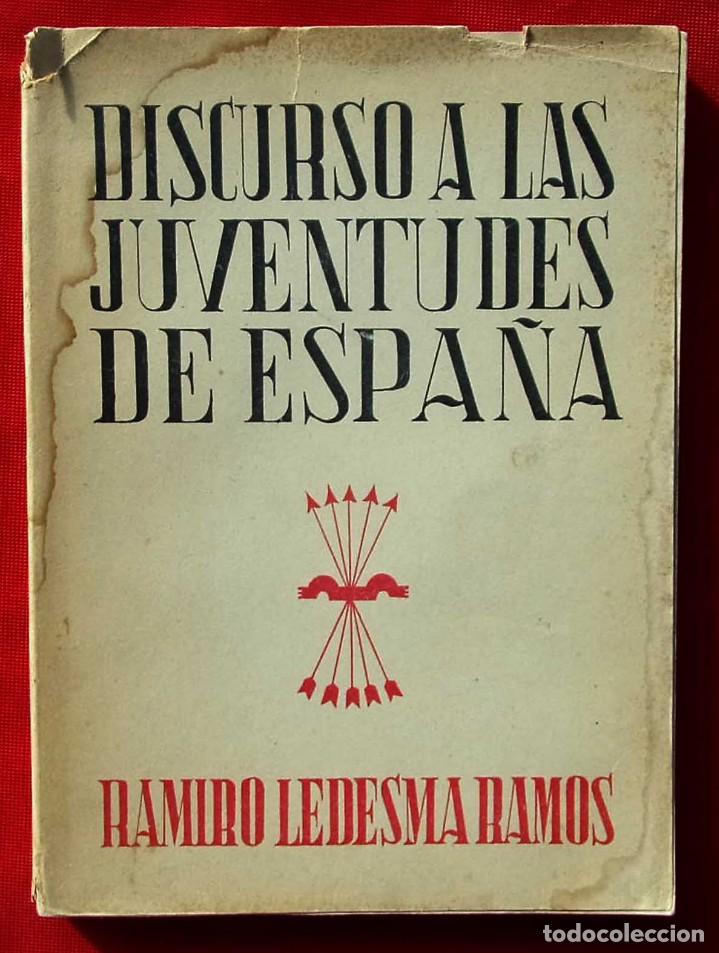 DISCURSO A LAS
JUVENTUDES
DE ESPAÑA
RAMIRO LEDESMA RAMOS
todocoleccion